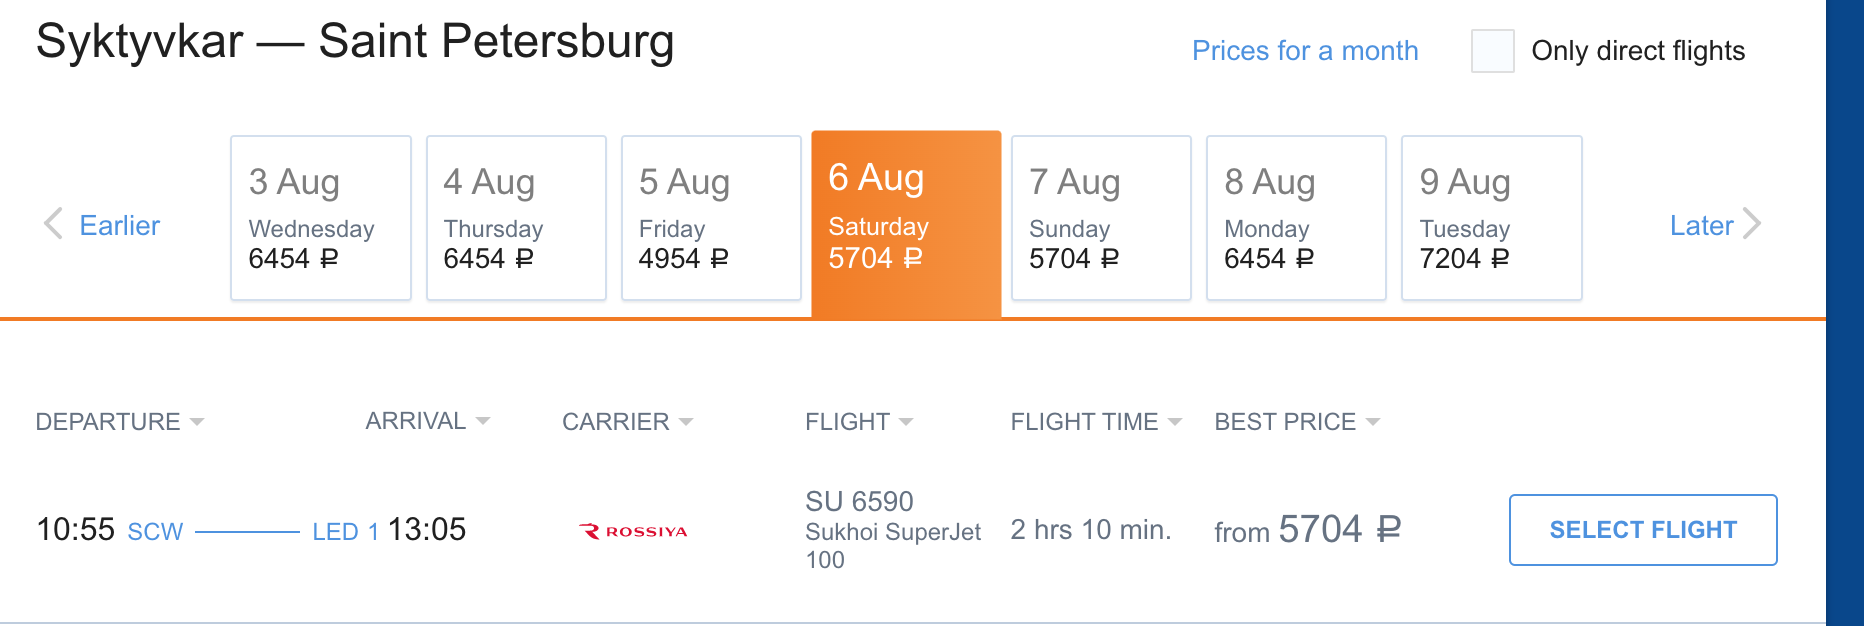 Syktyvkar — Saint Petersburg
Prices for a month
Only direct flights
Earlier
3 Aug
Wednesday
6454 ₽
4 Aug
Thursday
6454 ₽
5 Aug
Friday
4954 ₽
6 Aug
Saturday
5704 ₽
7 Aug
Sunday
5704 ₽
8 Aug
Monday
6454 ₽
9 Aug
Tuesday
7204 ₽
Later
DEPARTURE ARRIVAL CARRIER FLIGHT FLIGHT TIME BEST PRICE
10:55 SCW LED 1 13:05
ROSSIYA
SU 6590
Sukhoi SuperJet
100
2 hrs 10 min.
from 5704 ₽
SELECT FLIGHT